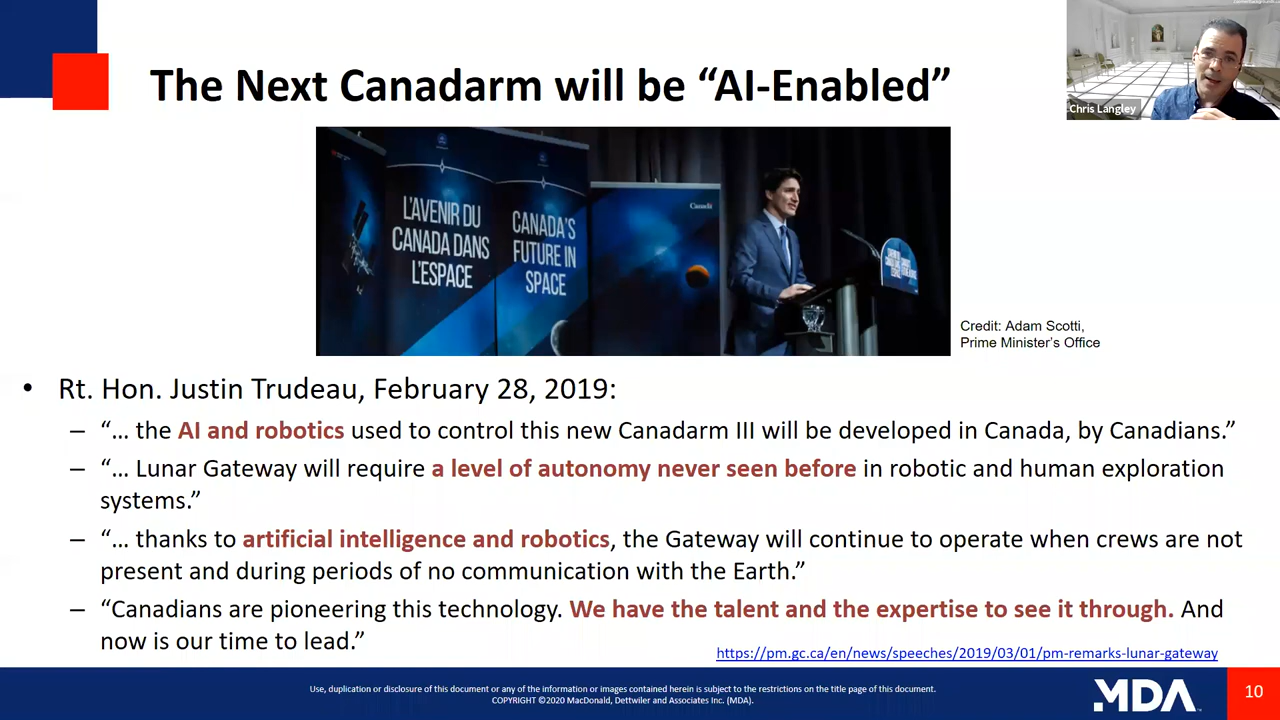 The Next Canadarm will be “AI-Enabled”
Chris Langley
L’AVENIR DU
CANADA DANS
L’ESPACE
CANADA’S
FUTURE IN
SPACE
Canada
Credit: Adam Scotti,
Prime Minister’s Office
• Rt. Hon. Justin Trudeau, February 28, 2019:
– “… the AI and robotics used to control this new Canadarm III will be developed in Canada, by Canadians.”
– “… Lunar Gateway will require a level of autonomy never seen before in robotic and human exploration
systems.”
– “… thanks to artificial intelligence and robotics, the Gateway will continue to operate when crews are not
present and during periods of no communication with the Earth.”
– “Canadians are pioneering this technology. We have the talent and the expertise to see it through. And
now is our time to lead.”
https://pm.gc.ca/en/news/speeches/2019/03/01/pm-remarks-lunar-gateway
Use, duplication or disclosure of this document or any of the information or images contained herein is subject to the restrictions on the title page of this document.
COPYRIGHT ©2020 MacDonald, Dettwiler and Associates Inc. (MDA).
MDA
10